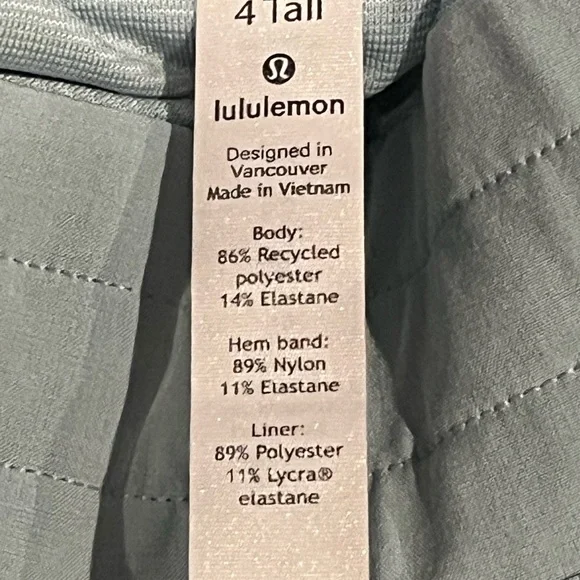 4 Tall
lululemon
Designed in
Vancouver
Made in Vietnam
Body:
86% Recycled
polyester
14% Elastane
Hem band:
89% Nylon
11% Elastane
Liner:
89% Polyester
11% Lycra®
elastane